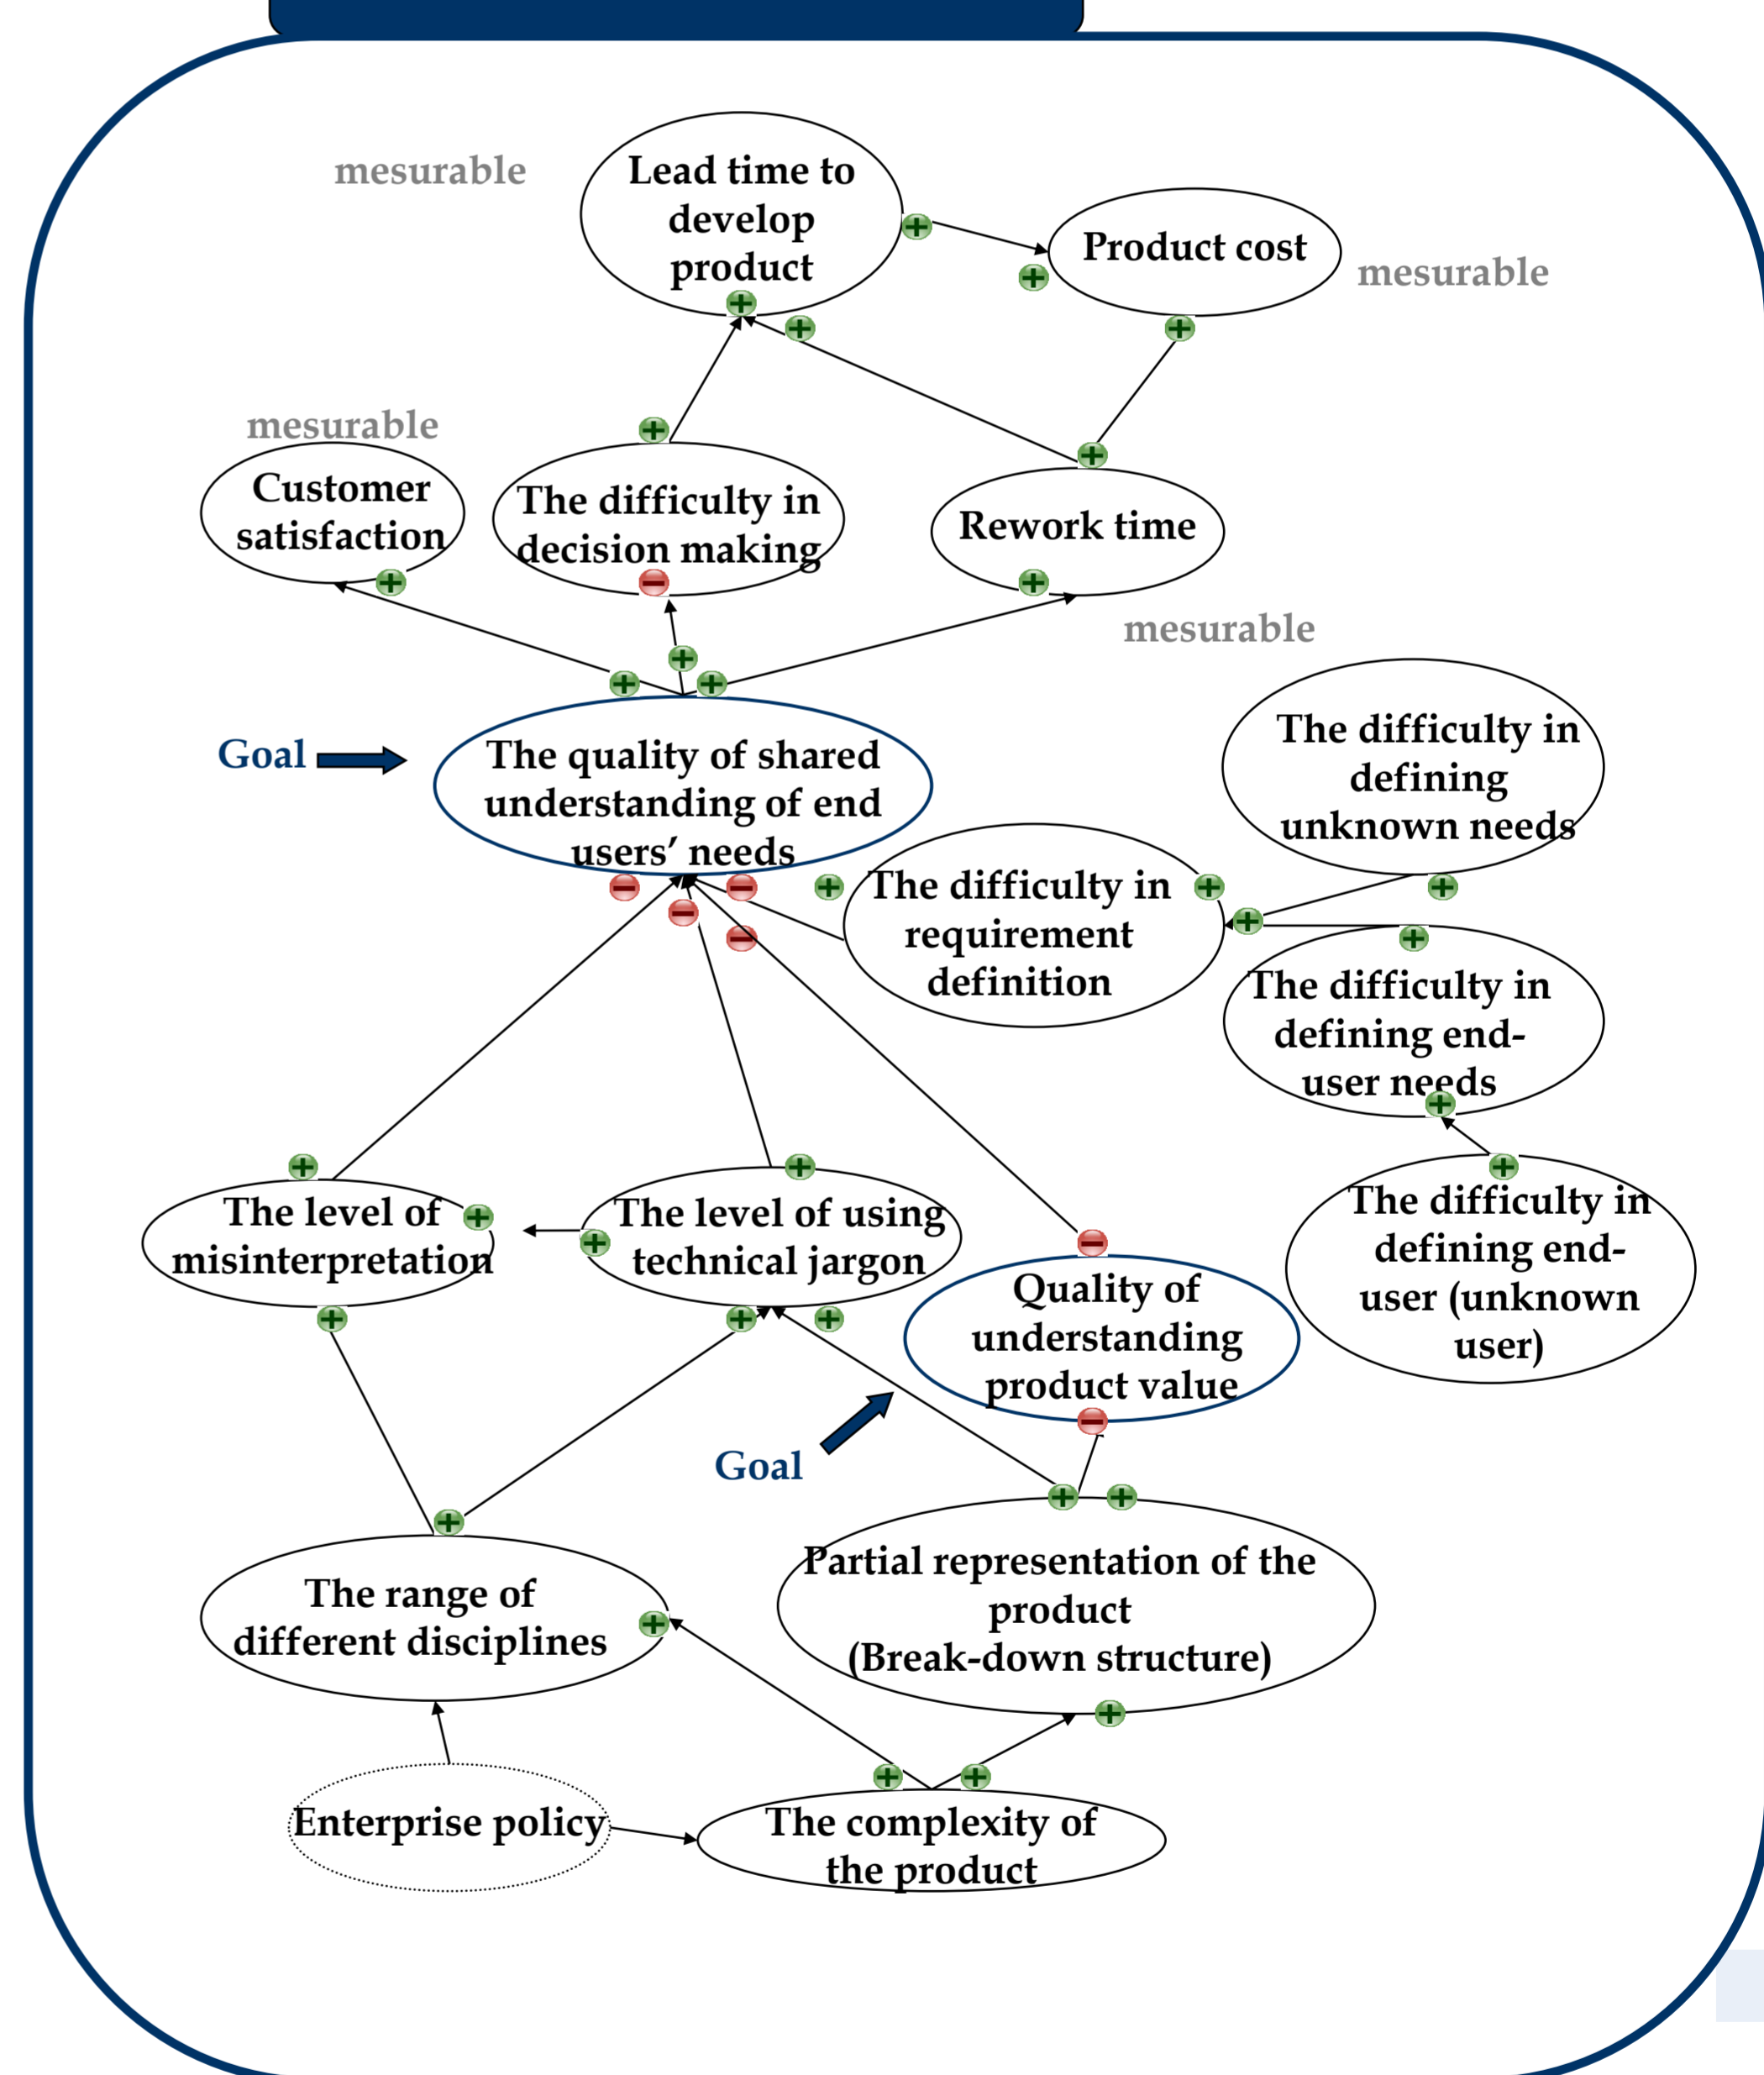 mesurable
Lead time to
develop
product
Product cost
mesurable
mesurable
Customer
satisfaction
The difficulty in
decision making
Rework time
mesurable
Goal
The quality of shared
understanding of end
users’ needs
The difficulty in
defining
unknown needs
The difficulty in
requirement
definition
The difficulty in
defining end-
user needs
The level of
misinterpretation
The level of using
technical jargon
The difficulty in
defining end-
user (unknown
user)
Quality of
understanding
product value
Goal
The range of
different disciplines
Partial representation of the
product
(Break-down structure)
Enterprise policy
The complexity of
the product